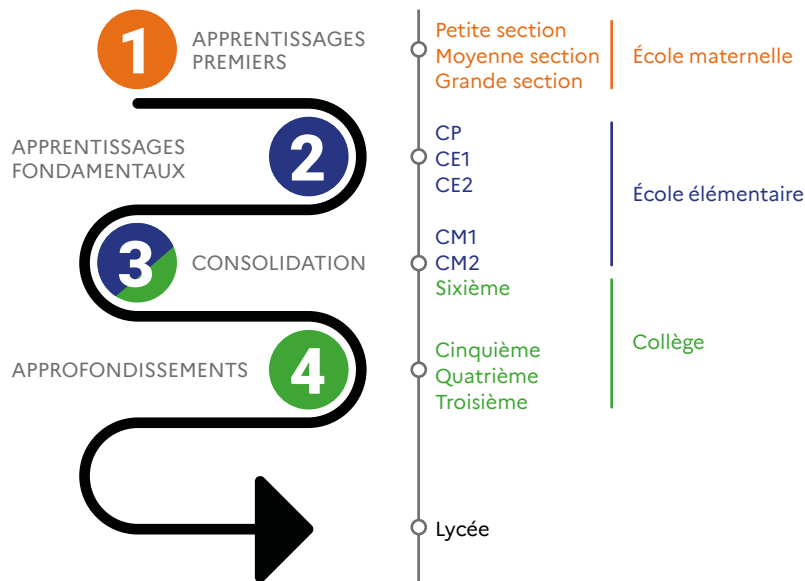 1
APPRENTISSAGES
PREMIERS
Petite section
Moyenne section
Grande section
École maternelle
APPRENTISSAGES
FONDAMENTAUX
2
CP
CE1
CE2
École élémentaire
3
CONSOLIDATION
CM1
CM2
Sixième
Collège
APPROFONDISSEMENTS
4
Cinquième
Quatrième
Troisième
Lycée